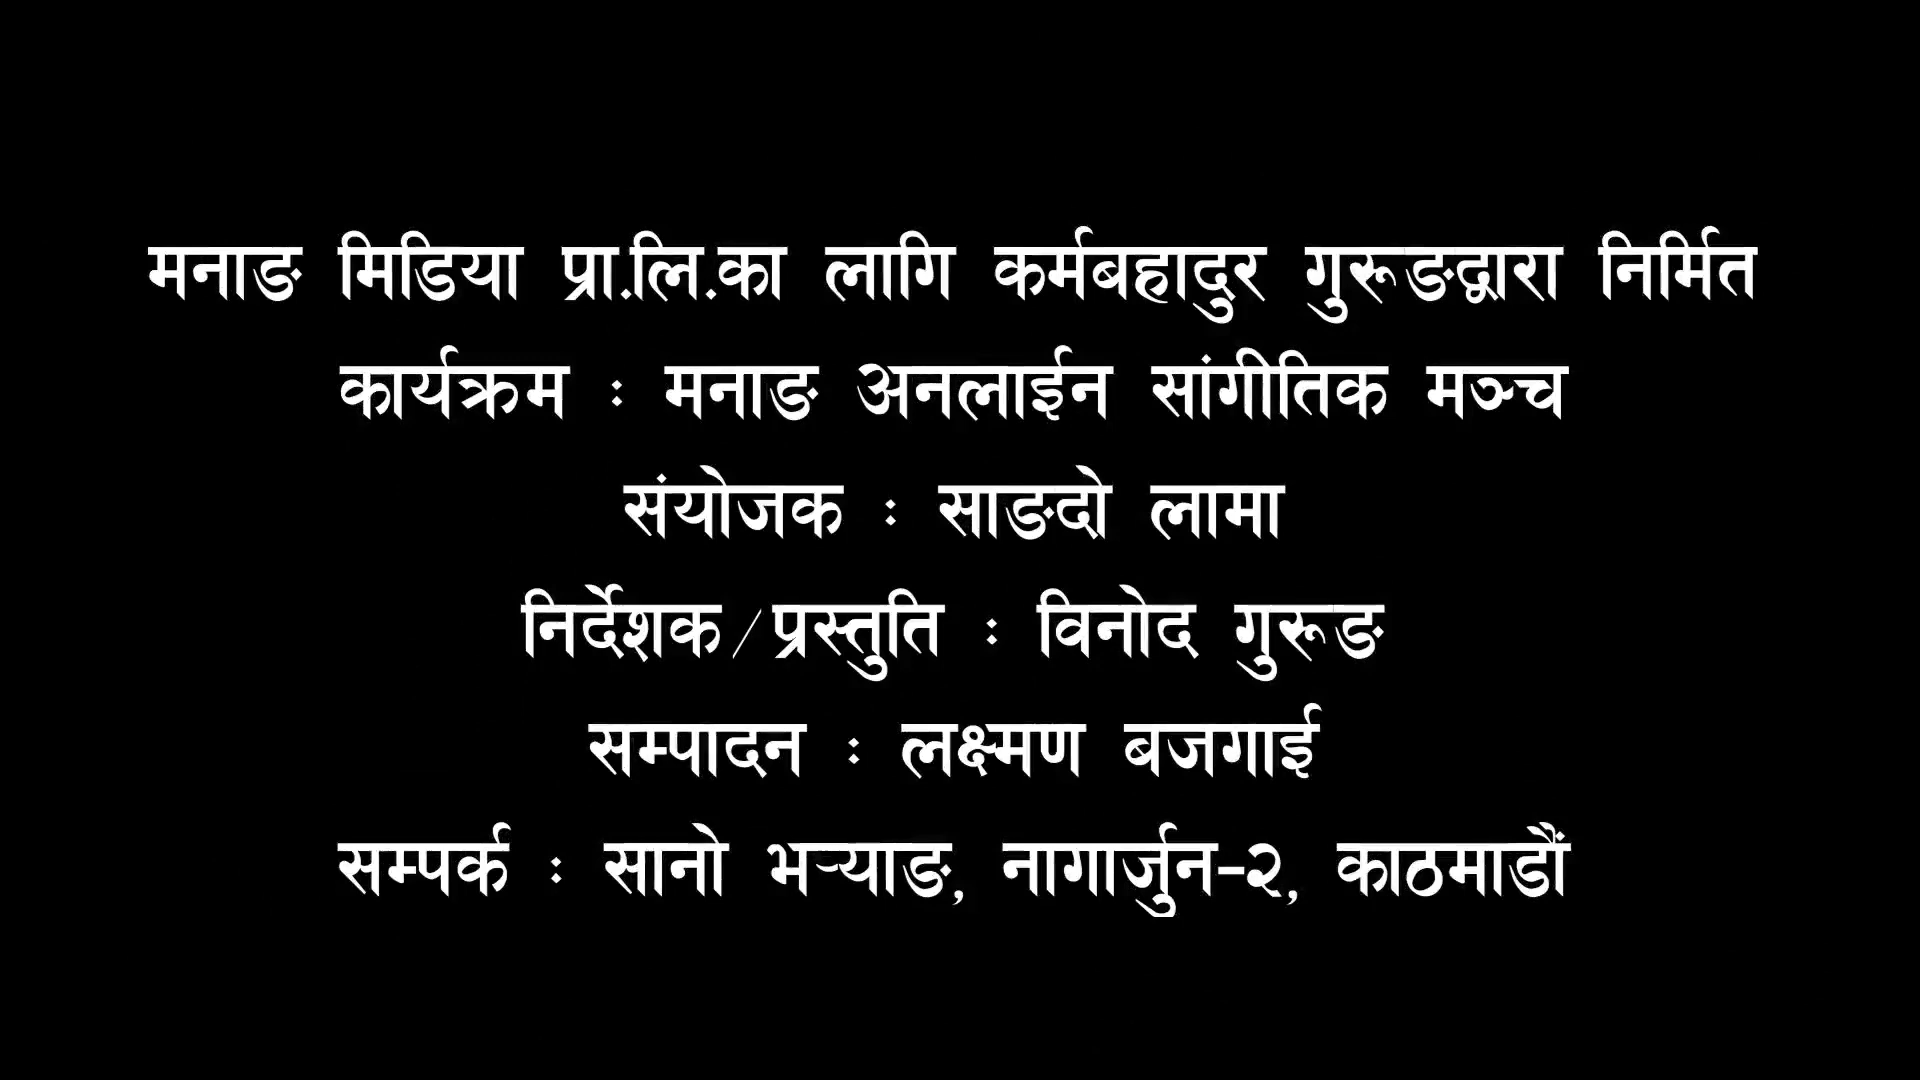 मनाङ मिडिया प्रा.लि.का लागि कर्मबहादुर गुरूङद्वारा निर्मित
कार्यक्रम : मनाङ अनलाईन सांगीतिक मञ्च
संयोजक : साङदो लामा
निर्देशक/प्रस्तुति : विनोद गुरूङ
सम्पादन : लक्ष्मण बजगाई
सम्पर्क : सानो भर्‍याङ, नागार्जुन-२, काठमाडौं